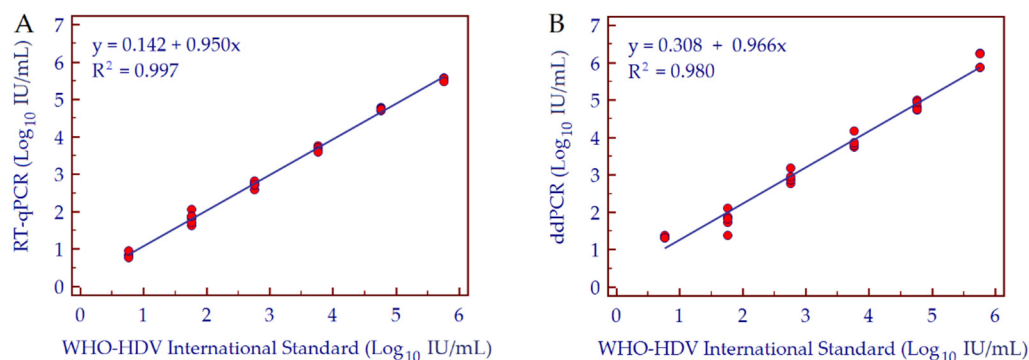 A
y = 0.142 + 0.950x
R² = 0.997
RT-qPCR (Log₁₀ IU/mL)
7
6
5
4
3
2
1
0
0 1 2 3 4 5 6
WHO-HDV International Standard (Log₁₀ IU/mL)
B
y = 0.308 + 0.966x
R² = 0.980
ddPCR (Log₁₀ IU/mL)
7
6
5
4
3
2
1
0
0 1 2 3 4 5 6
WHO-HDV International Standard (Log₁₀ IU/mL)